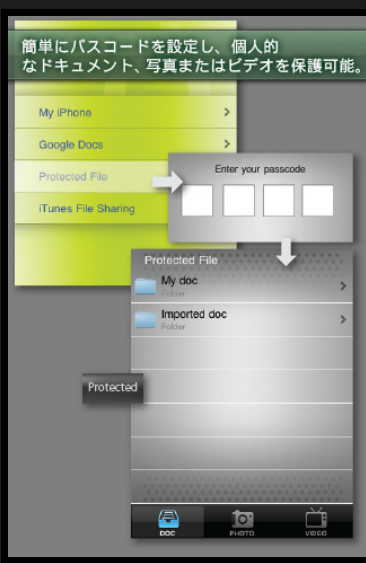 簡単にパスコードを設定し、個人的
なドキュメント、写真またはビデオを保護可能。
My iPhone
Google Docs
Protected File
iTunes File Sharing
Enter your passcode
Protected File
My doc
Folder
Imported doc
Folder
Protected
DOC
PHOTO
VIDEO